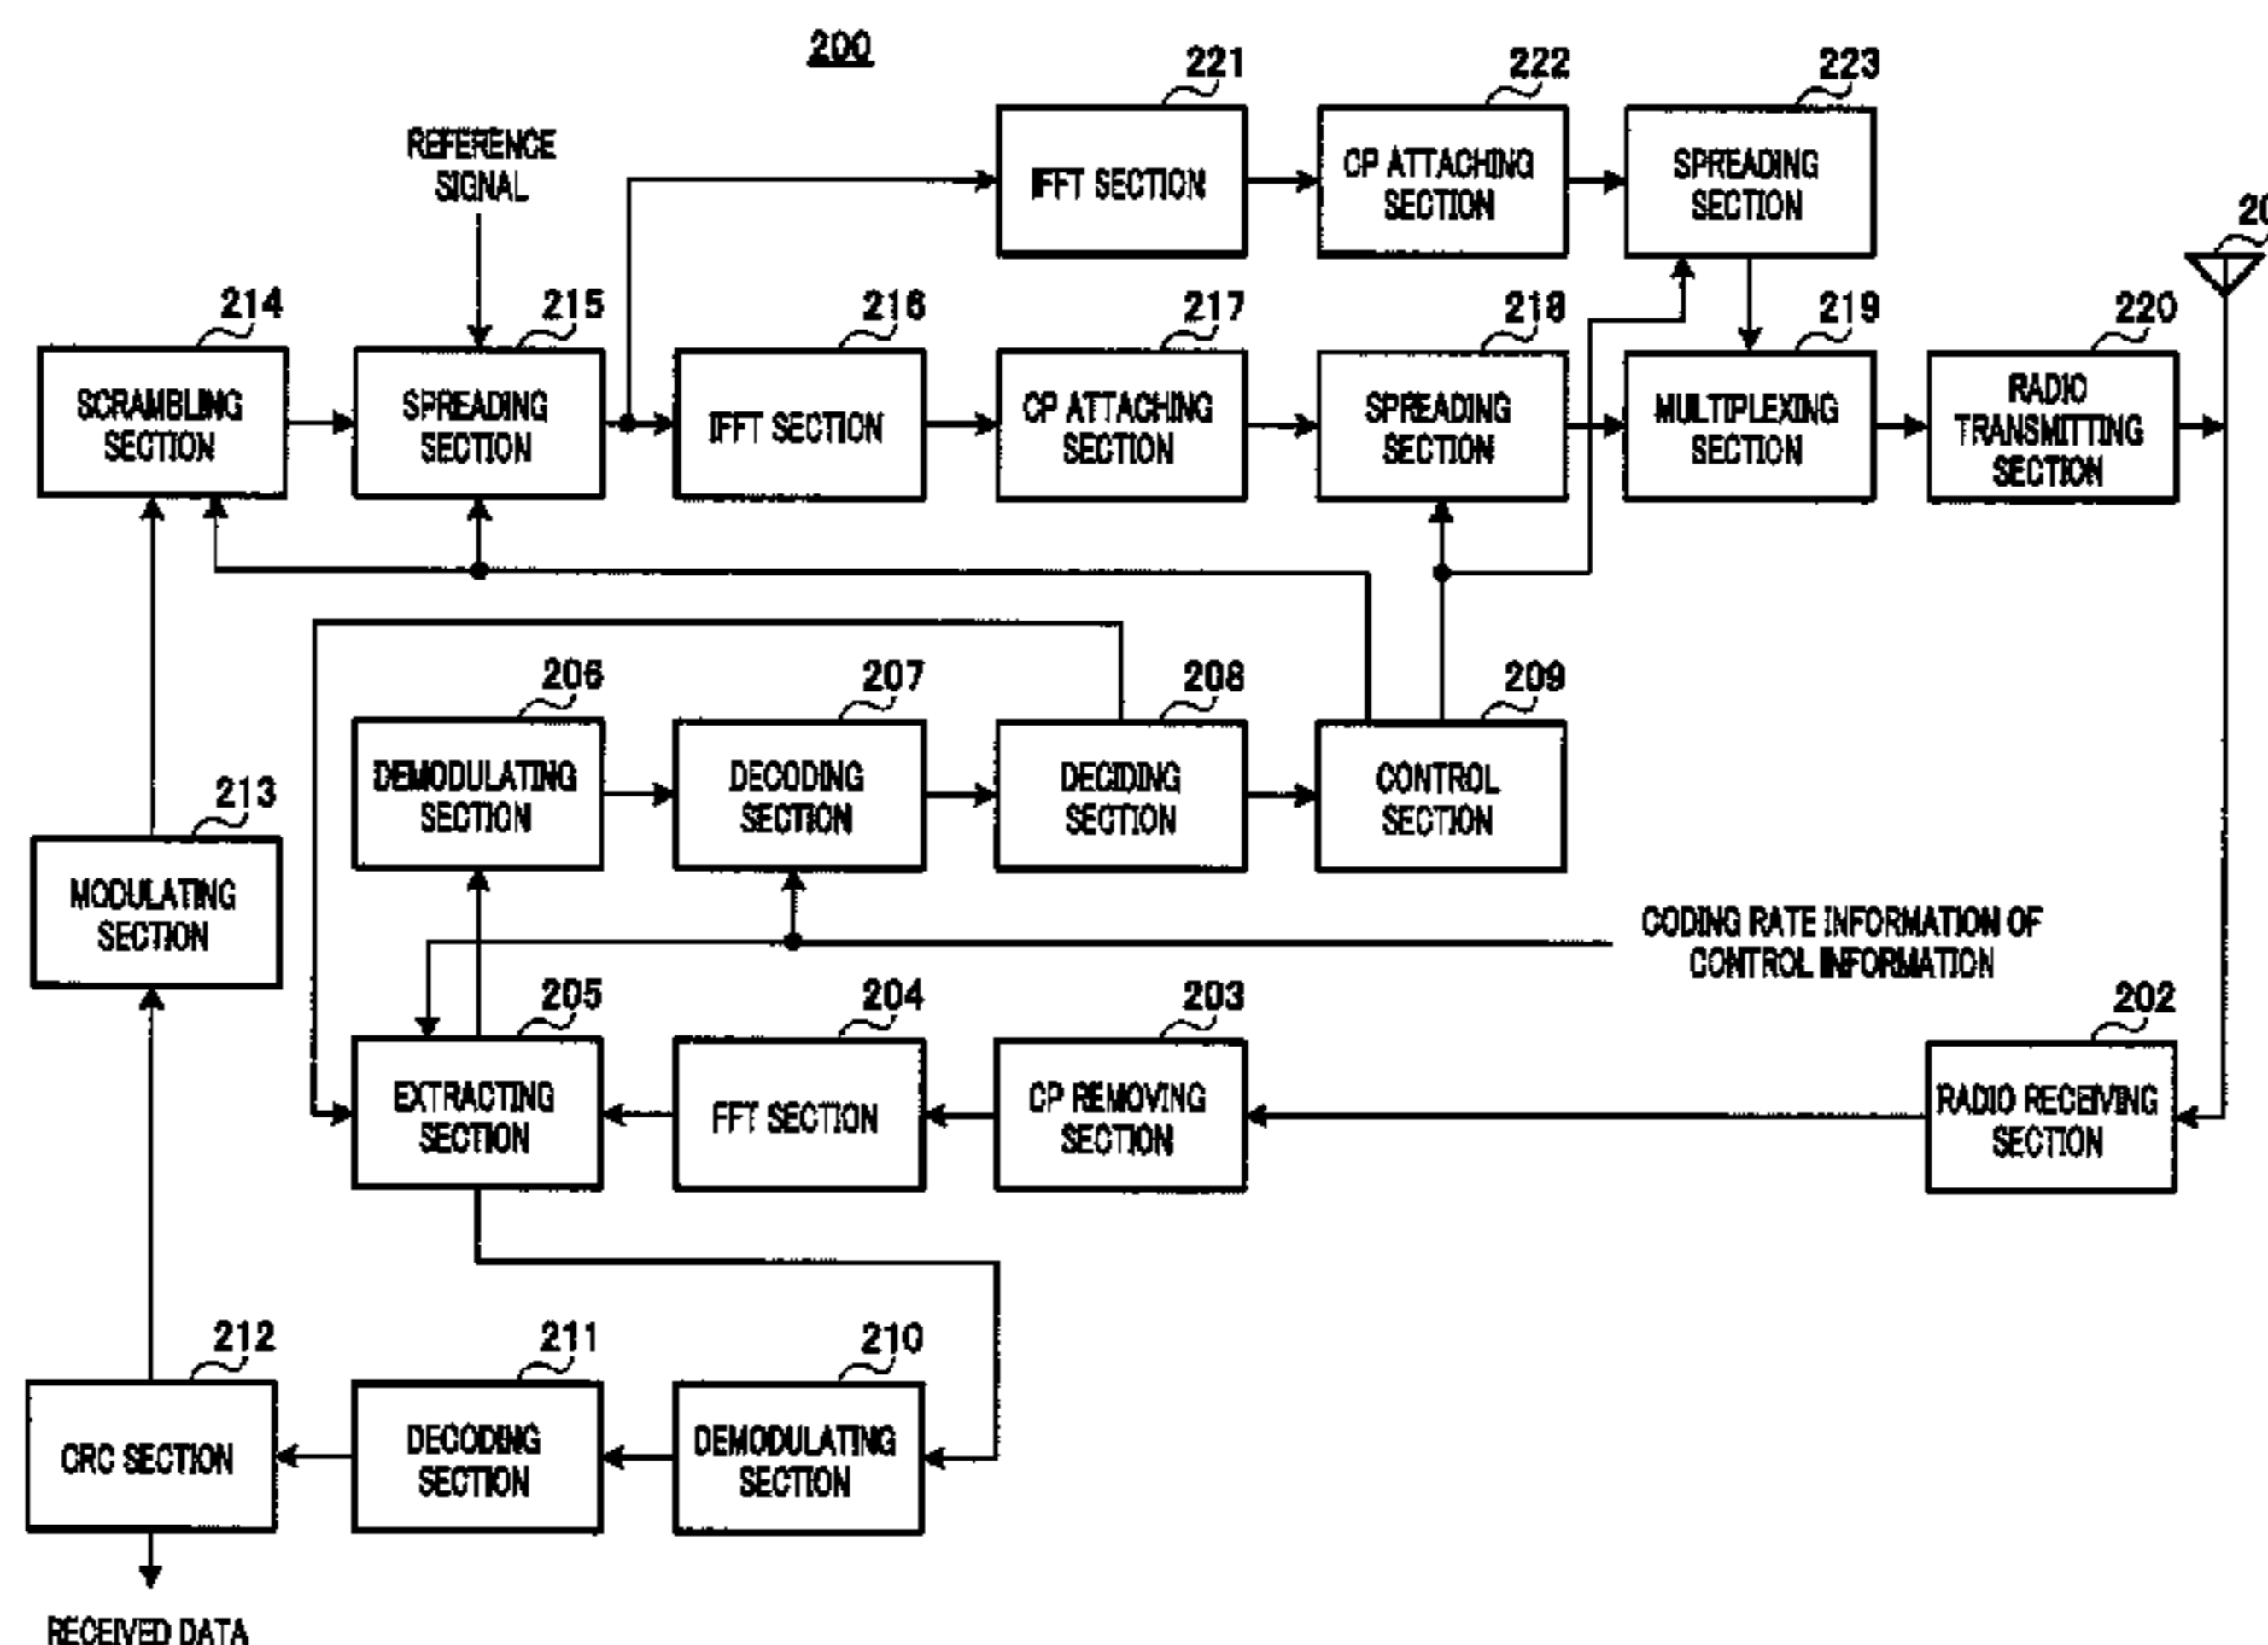 200
221
222
223
REFERENCE
SIGNAL
IFFT SECTION
CP ATTACHING
SECTION
SPREADING
SECTION
214
215
216
217
218
219
220
SCRAMBLING
SECTION
SPREADING
SECTION
IFFT SECTION
CP ATTACHING
SECTION
SPREADING
SECTION
MULTIPLEXING
SECTION
RADIO
TRANSMITTING
SECTION
206
207
208
209
DEMODULATING
SECTION
DECODING
SECTION
DECIDING
SECTION
CONTROL
SECTION
213
MODULATING
SECTION
CODING RATE INFORMATION OF
CONTROL INFORMATION
205
204
203
202
EXTRACTING
SECTION
FFT SECTION
CP REMOVING
SECTION
RADIO RECEIVING
SECTION
212
211
210
CRC SECTION
DECODING
SECTION
DEMODULATING
SECTION
RECEIVED DATA